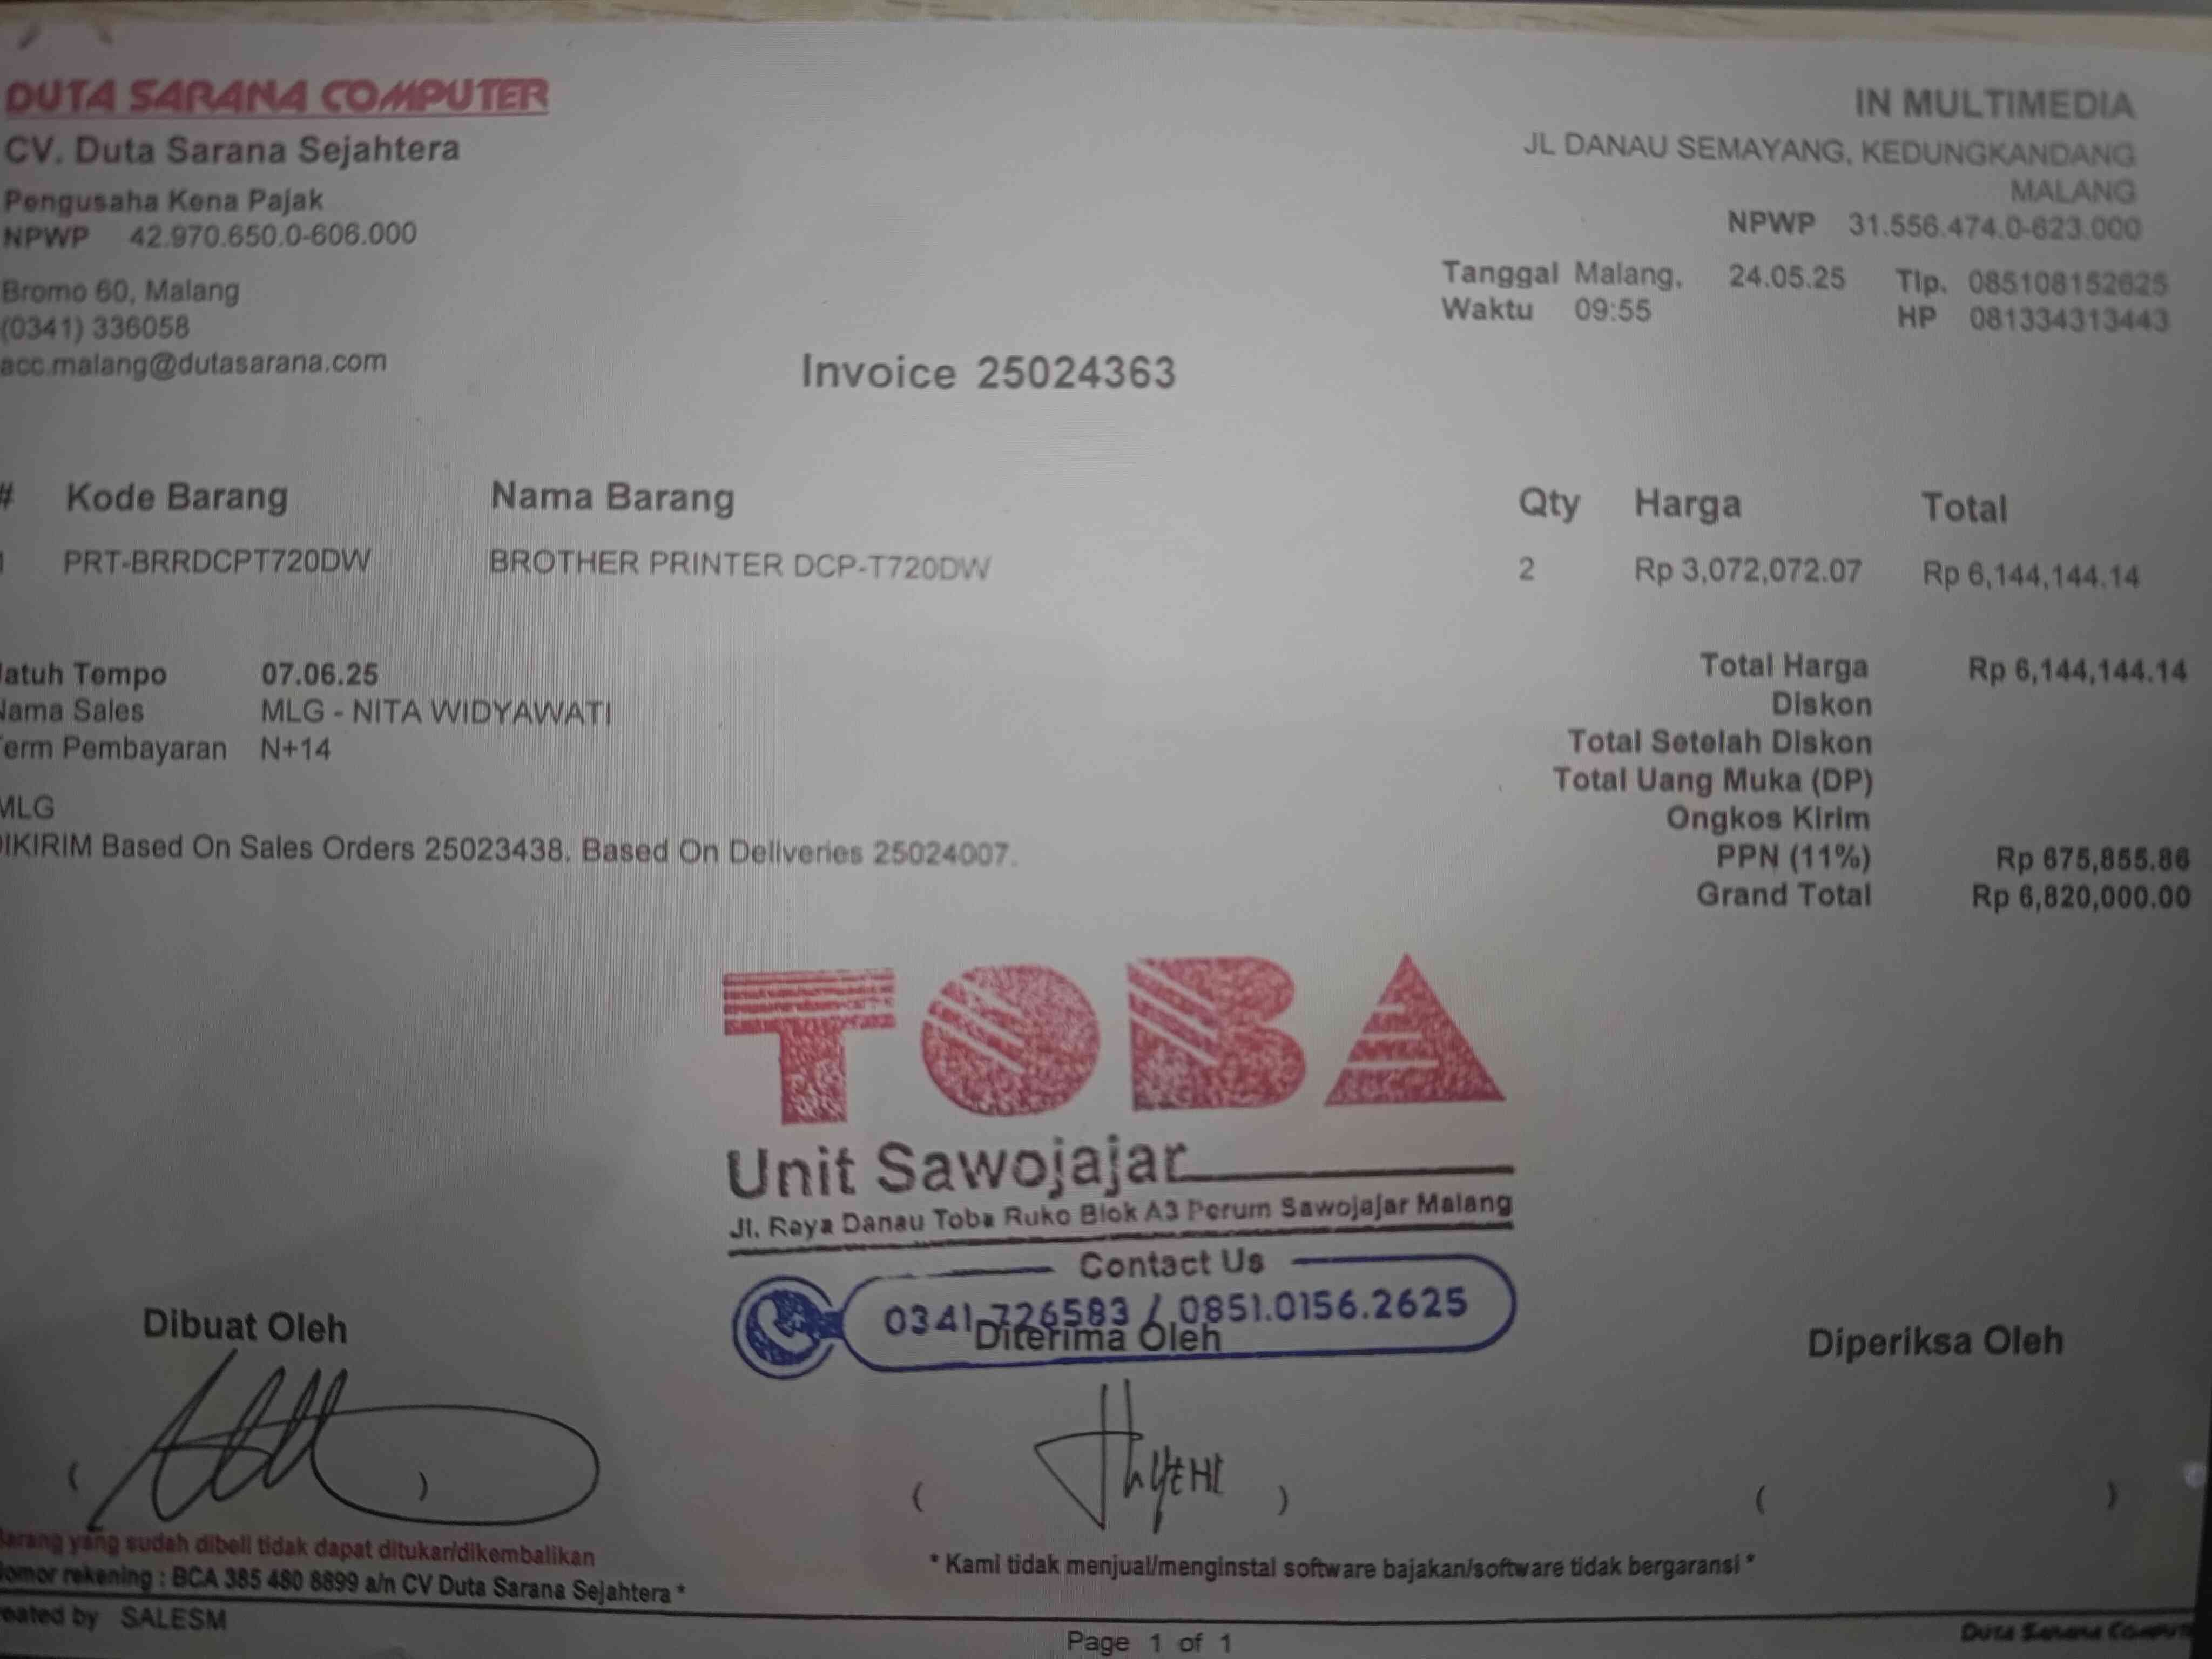 DUTA SARANA COMPUTER
CV. Duta Sarana Sejahtera
Pengusaha Kena Pajak
NPWP 42.970.650.0-606.000
Bromo 60, Malang
(0341) 336058
acc.malang@dutasarana.com
IN MULTIMEDIA
JL DANAU SEMAYANG, KEDUNGKANDANG
MALANG
NPWP 31.556.474.0-623.000
Tanggal Malang, 24.05.25 Tlp. 085108152625
Waktu 09:55 HP 081334313443
Invoice 25024363
# Kode Barang Nama Barang Qty Harga Total
1 PRT-BRRDCPT720DW BROTHER PRINTER DCP-T720DW 2 Rp 3,072,072.07 Rp 6,144,144.14
atuh Tempo 07.06.25
Nama Sales MLG - NITA WIDYAWATI
erm Pembayaran N+14
MLG
IKIRIM Based On Sales Orders 25023438. Based On Deliveries 25024007.
Total Harga Rp 6,144,144.14
Diskon
Total Setelah Diskon
Total Uang Muka (DP)
Ongkos Kirim
PPN (11%) Rp 675,855.86
Grand Total Rp 6,820,000.00
TOBA
Unit Sawojajar
Jl. Raya Danau Toba Ruko Blok A3 Perum Sawojajar Malang
Contact Us
0341-726583 / 0851.0156.2625
Dibuat Oleh Diterima Oleh Diperiksa Oleh
( ) ( ) ( )
arang yang sudah dibeli tidak dapat ditukar/dikembalikan
omor rekening : BCA 385 480 8899 a/n CV Duta Sarana Sejahtera *
* Kami tidak menjual/menginstal software bajakan/software tidak bergaransi *
eated by SALESM
Page 1 of 1
DUTA SARANA COMPUT